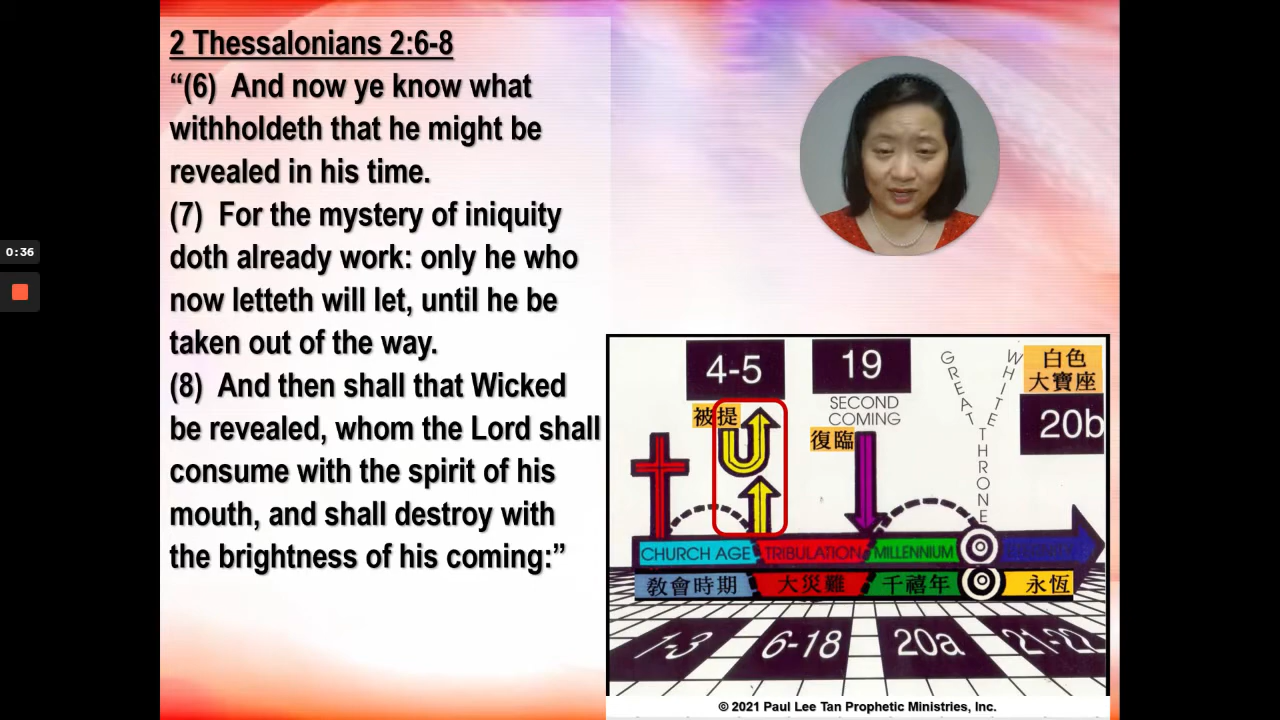 2 Thessalonians 2:6-8
“(6)  And now ye know what
withholdeth that he might be
revealed in his time.
(7)  For the mystery of iniquity
doth already work: only he who
now letteth will let, until he be
taken out of the way.
(8)  And then shall that Wicked
be revealed, whom the Lord shall
consume with the spirit of his
mouth, and shall destroy with
the brightness of his coming:”
0:36
4-5
被提
19
SECOND
COMING
復臨
GREAT
WHITE
THRONE
白色
大寶座
20b
CHURCH AGE
TRIBULATION
MILLENNIUM
教會時期
大災難
千禧年
永恆
1-3
6-18
20a
21-22
© 2021 Paul Lee Tan Prophetic Ministries, Inc.